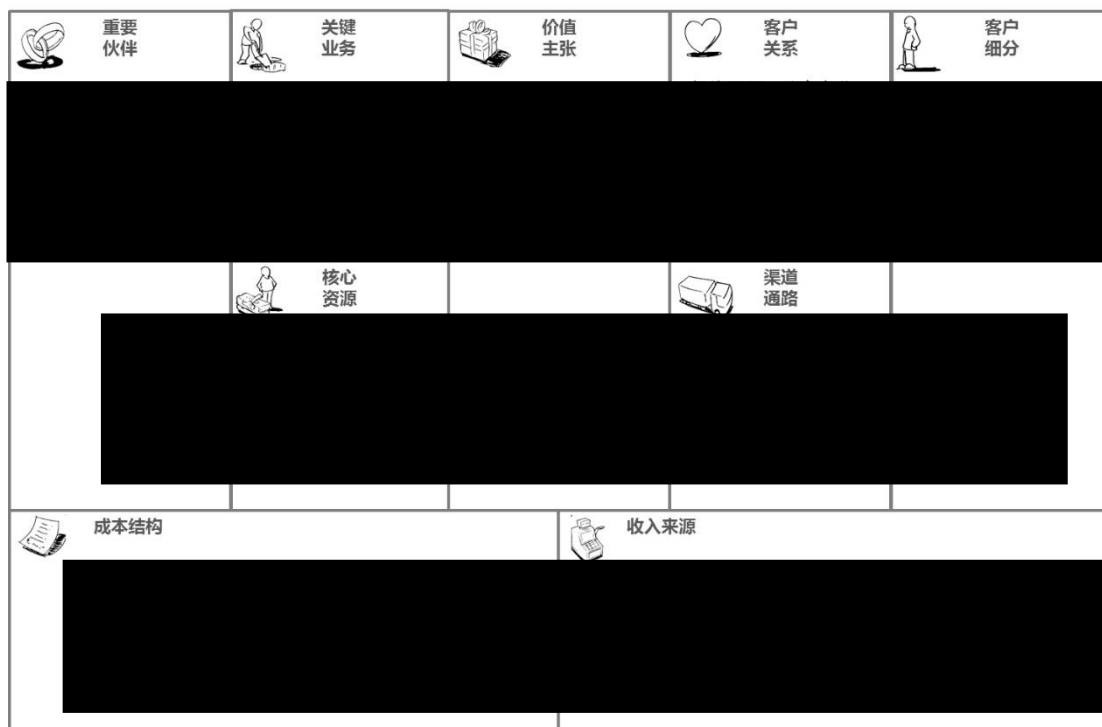 重要
伙伴
关键
业务
价值
主张
客户
关系
客户
细分
核心
资源
渠道
通路
成本结构
收入来源